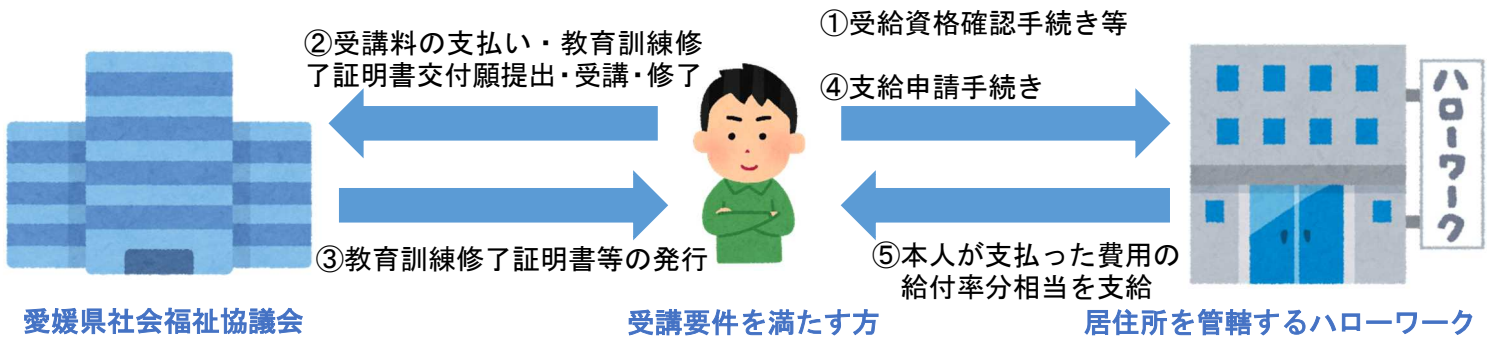 ①受給資格確認手続き等
②受講料の支払い・教育訓練修
了証明書交付願提出・受講・修了
④支給申請手続き
ハローワーク
③教育訓練修了証明書等の発行
⑤本人が支払った費用の
給付率分相当を支給
愛媛県社会福祉協議会
受講要件を満たす方
居住所を管轄するハローワーク